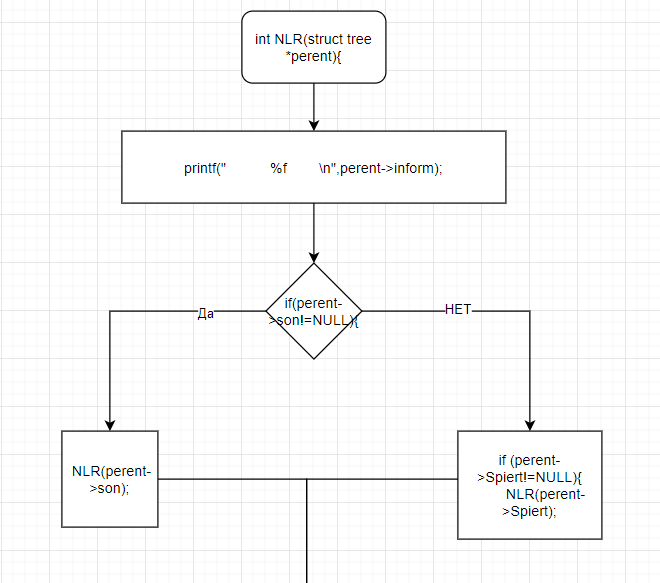 int NLR(struct tree
*perent){
printf(" %f \n",perent->inform);
if(perent-
>son!=NULL){
Да
НЕТ
NLR(perent-
>son);
if (perent-
>Spiert!=NULL){
NLR(perent-
>Spiert);